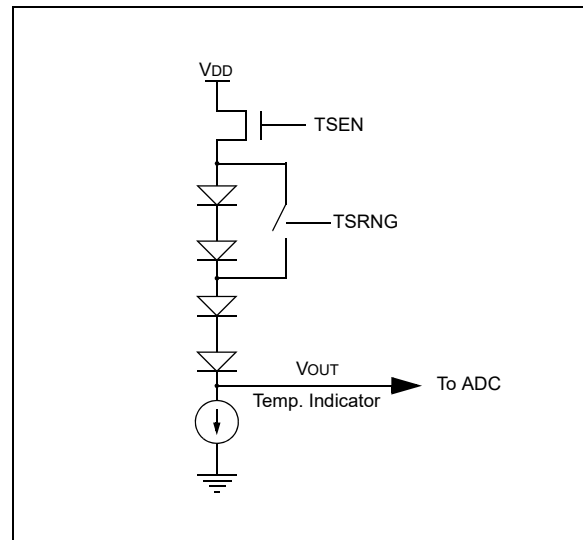 VDD
TSEN
TSRNG
VOUT
To ADC
Temp. Indicator